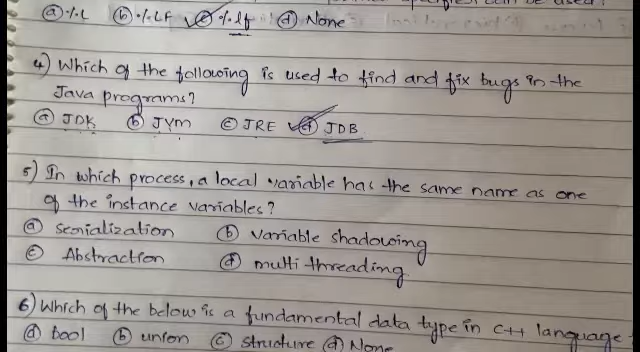 ⓐ %L ⓑ %LF ⓒ %lf ⓓ None
4) Which of the following is used to find and fix bugs in the
Java programs?
ⓐ JDK ⓑ JVM ⓒ JRE ⓓ JDB
5) In which process, a local variable has the same name as one
of the instance variables?
ⓐ serialization ⓑ variable shadowing
ⓒ Abstraction ⓓ multi threading
6) Which of the below is a fundamental data type in C++ language
ⓐ bool ⓑ union ⓒ structure ⓓ None